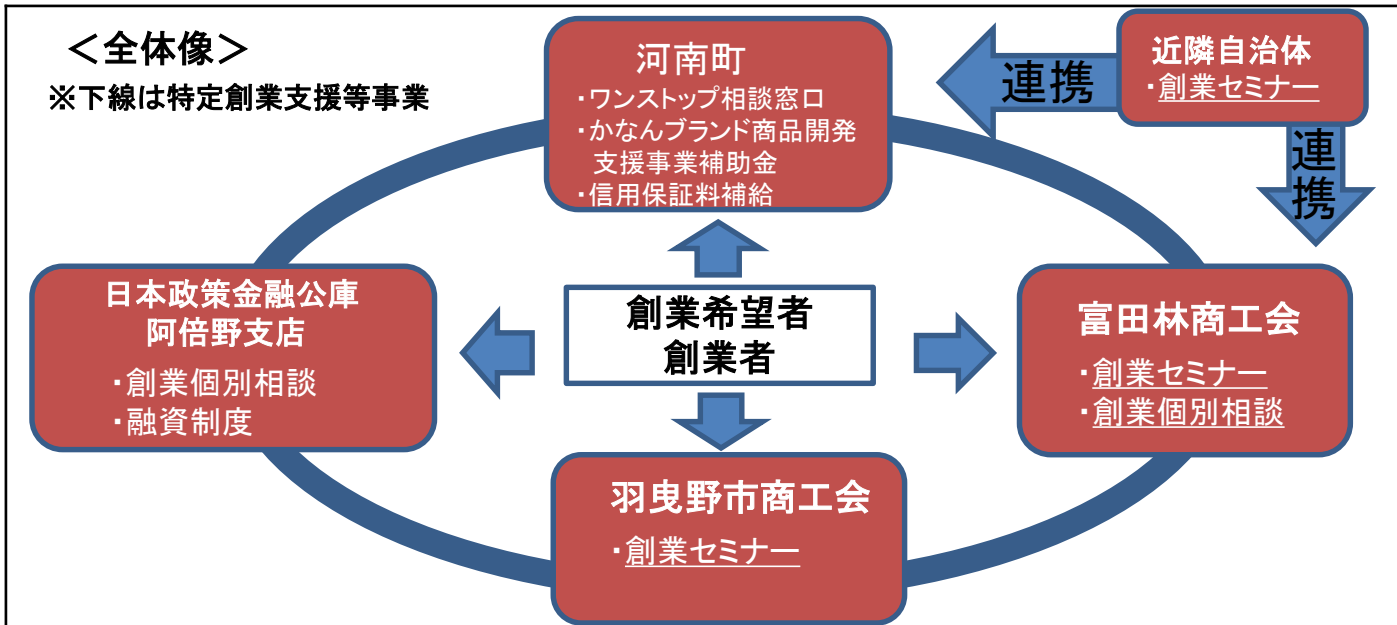 ＜全体像＞
※下線は特定創業支援等事業
河南町
・ワンストップ相談窓口
・かなんブランド商品開発
支援事業補助金
・信用保証料補給
連携
近隣自治体
・創業セミナー
連携
日本政策金融公庫
阿倍野支店
・創業個別相談
・融資制度
創業希望者
創業者
富田林商工会
・創業セミナー
・創業個別相談
羽曳野市商工会
・創業セミナー